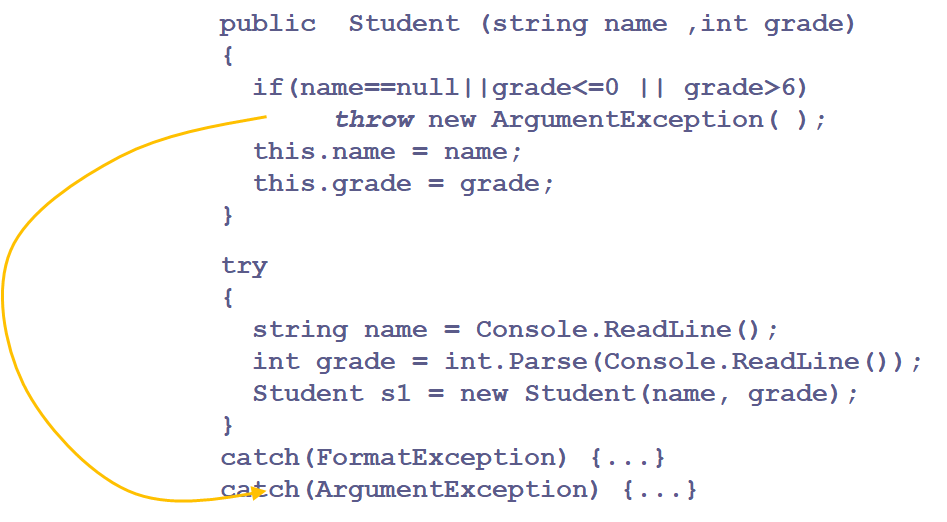 public  Student (string name ,int grade)
{
if(name==null||grade<=0 || grade>6)
throw new ArgumentException( );
this.name = name;
this.grade = grade;
}
try
{
string name = Console.ReadLine();
int grade = int.Parse(Console.ReadLine());
Student s1 = new Student(name, grade);
}
catch(FormatException) {...}
catch(ArgumentException) {...}